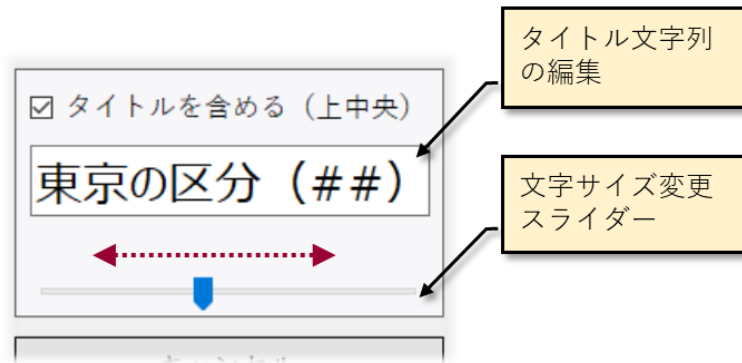 タイトル文字列
の編集
☑ タイトルを含める（上中央）
東京の区分（##）
文字サイズ変更
スライダー